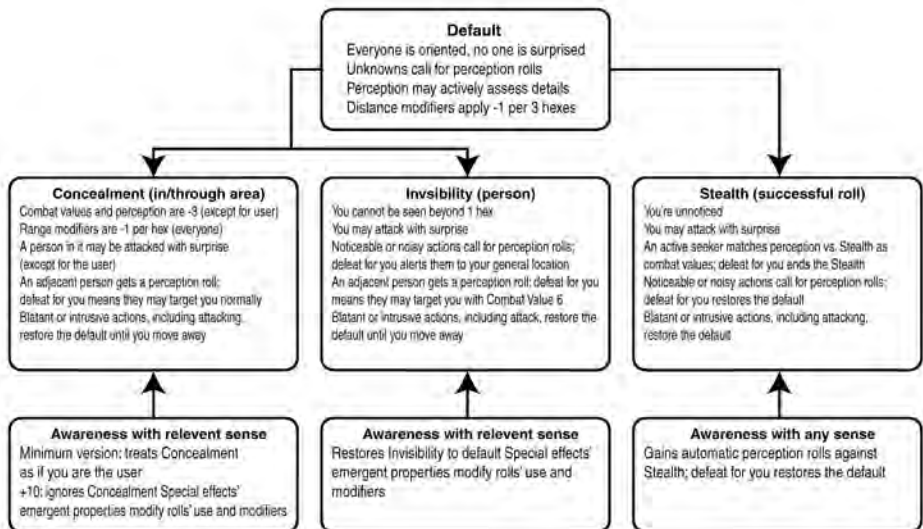 Default
Everyone is oriented, no one is surprised
Unknowns call for perception rolls
Perception may actively assess details
Distance modifiers apply -1 per 3 hexes
Concealment (in/through area)
Combat values and perception are -3 (except for user)
Range modifiers are -1 per hex (everyone)
A person in it may be attacked with surprise
(except for the user)
An adjacent person gets a perception roll;
defeat for you means they may target you normally
Blatant or intrusive actions, including attacking,
restore the default until you move away
Invsibility (person)
You cannot be seen beyond 1 hex
You may attack with surprise
Noticeable or noisy actions call for perception rolls;
defeat for you alerts them to your general location
An adjacent person gets a perception roll: defeat for you
means they may target you with Combat Value 6
Blatant or intrusive actions, including attack, restore the
default until you move away
Stealth (successful roll)
You're unnoticed
You may attack with surprise
An active seeker matches perception vs. Stealth as
combat values; defeat for you ends the Stealth
Noticeable or noisy actions call for perception rolls;
defeat for you restores the default
Blatant or intrusive actions, including attacking,
restore the default
Awareness with relevent sense
Minimum version: treats Concealment
as if you are the user
+10: ignores Concealment Special effects'
emergent properties modify rolls' use and modifiers
Awareness with relevent sense
Restores Invisibility to default Special effects'
emergent properties modify rolls' use and
modifiers
Awareness with any sense
Gains automatic perception rolls against
Stealth; defeat for you restores the default